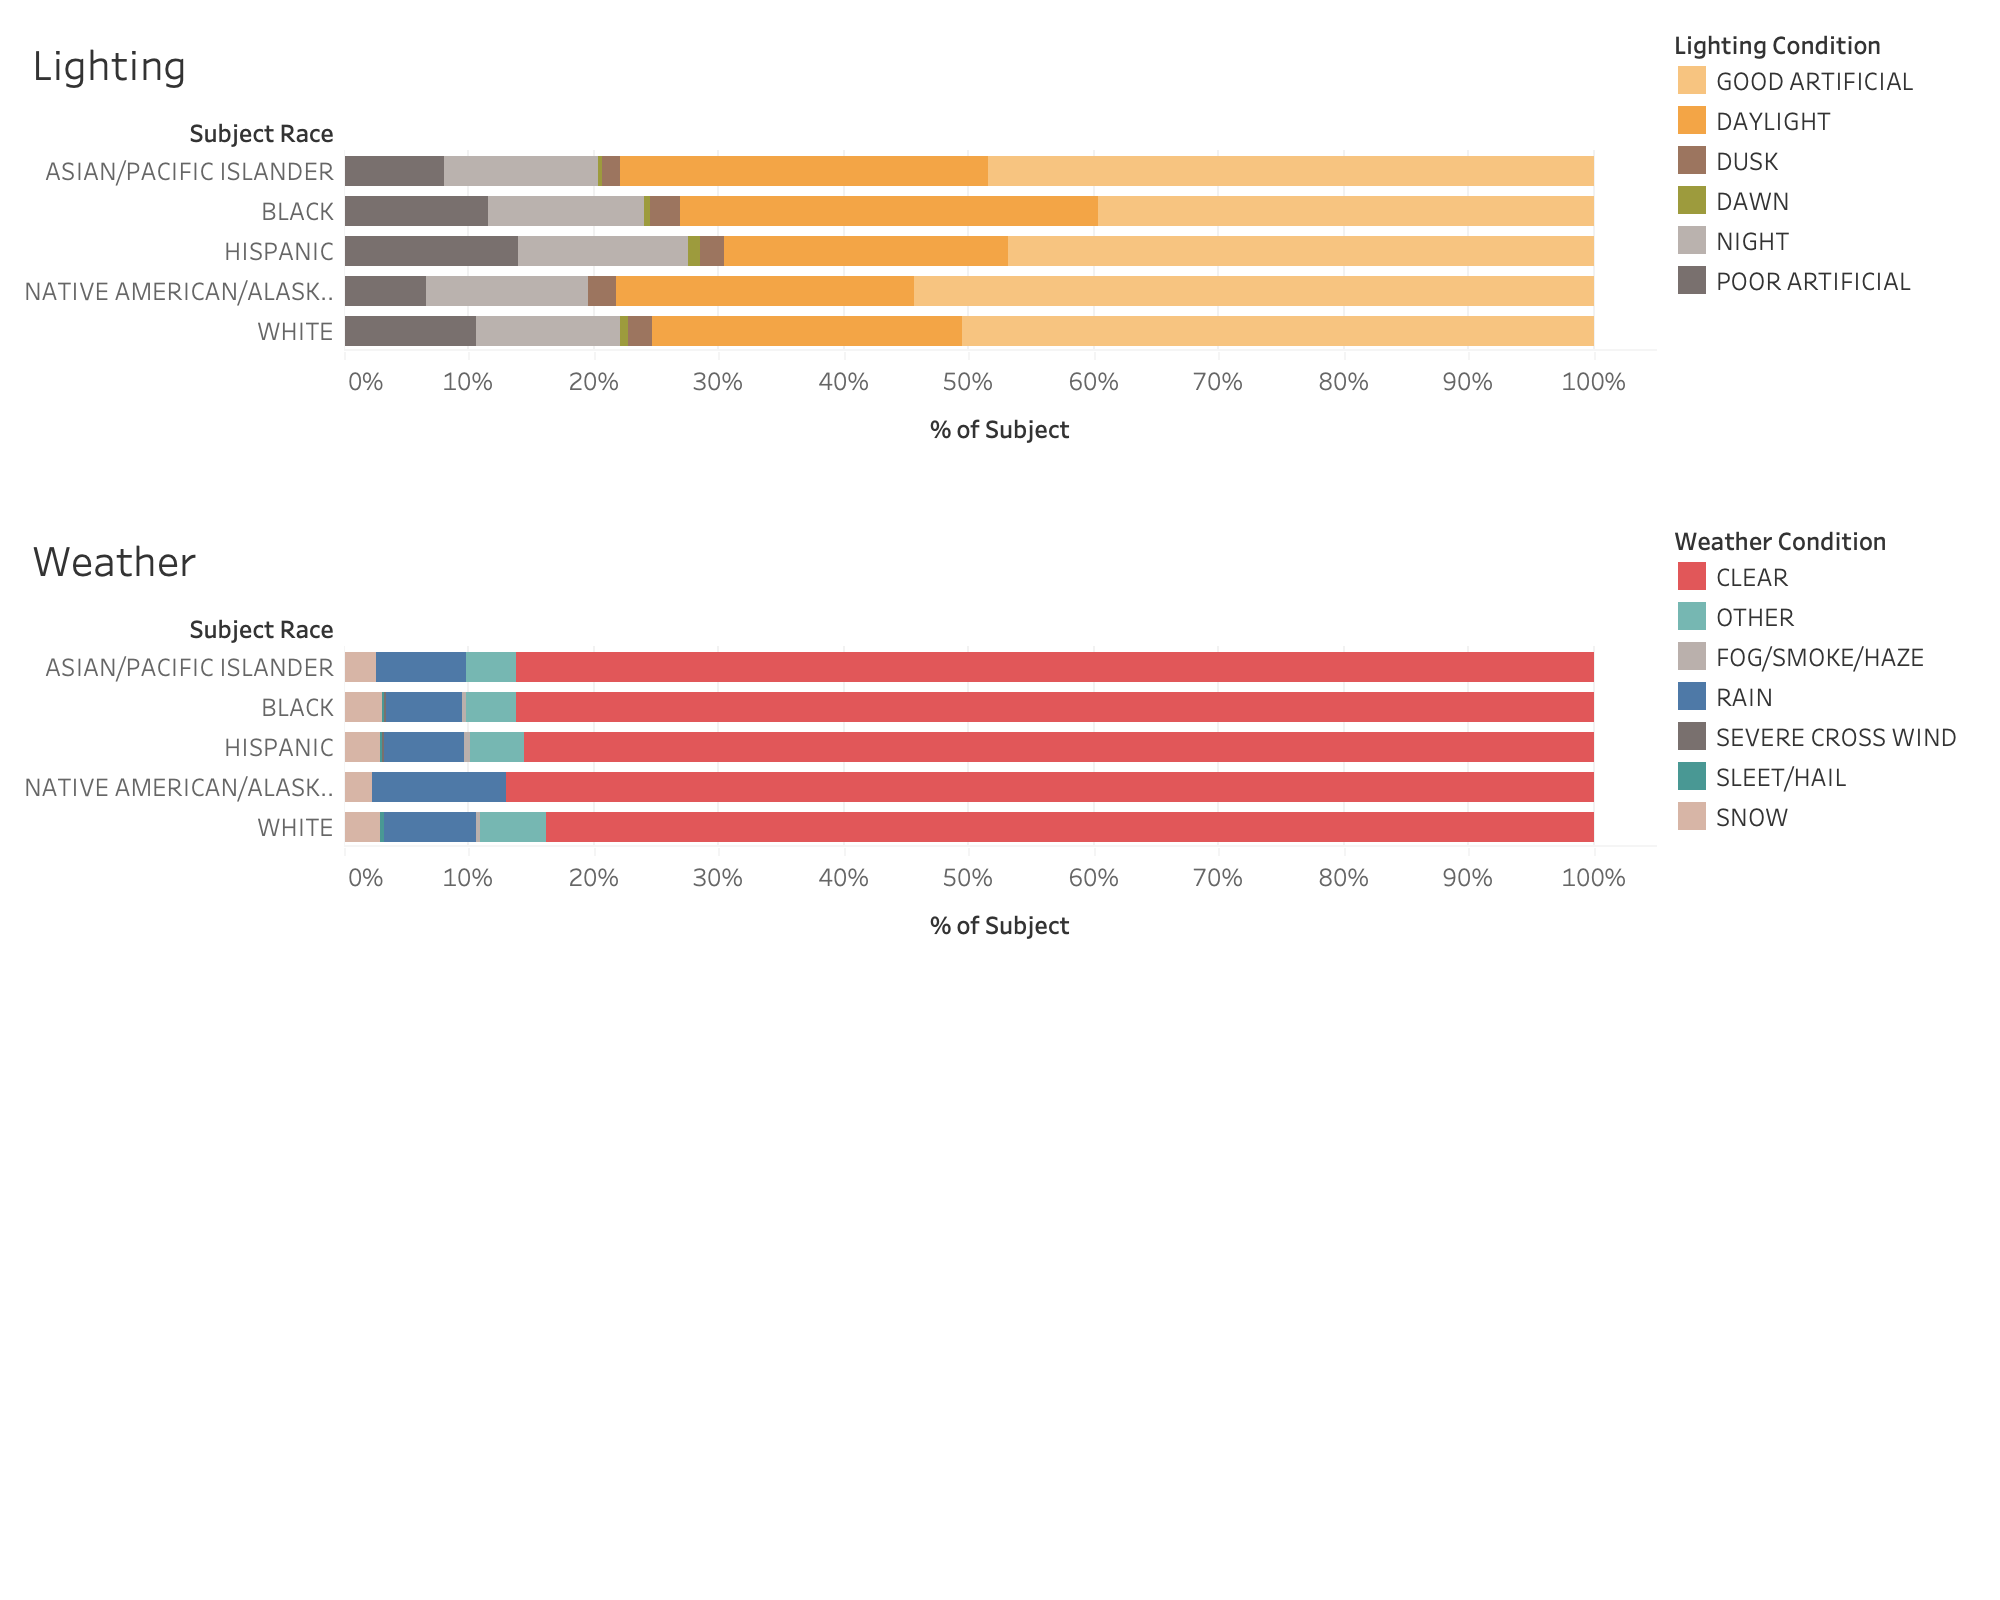 Lighting
Subject Race
ASIAN/PACIFIC ISLANDER
BLACK
HISPANIC
NATIVE AMERICAN/ALASK..
WHITE
0% 10% 20% 30% 40% 50% 60% 70% 80% 90% 100%
% of Subject
Lighting Condition
GOOD ARTIFICIAL
DAYLIGHT
DUSK
DAWN
NIGHT
POOR ARTIFICIAL
Weather
Subject Race
ASIAN/PACIFIC ISLANDER
BLACK
HISPANIC
NATIVE AMERICAN/ALASK..
WHITE
0% 10% 20% 30% 40% 50% 60% 70% 80% 90% 100%
% of Subject
Weather Condition
CLEAR
OTHER
FOG/SMOKE/HAZE
RAIN
SEVERE CROSS WIND
SLEET/HAIL
SNOW